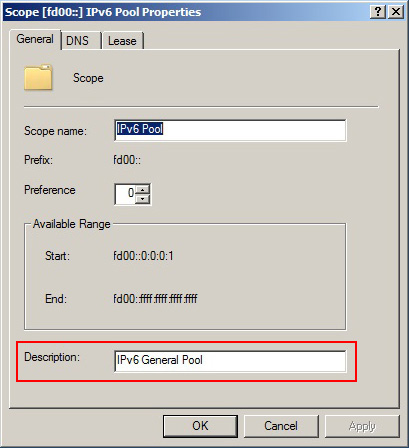 Scope [fd00::] IPv6 Pool Properties
General DNS Lease
Scope
Scope name: IPv6 Pool
Prefix: fd00::
Preference 0
Available Range
Start: fd00::0:0:0:1
End: fd00::ffff:ffff:ffff:ffff
Description: IPv6 General Pool
OK Cancel Apply